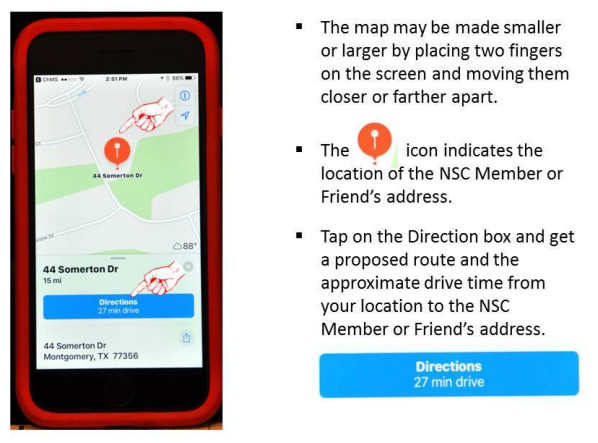 ChMS
2:51 PM
66%
44 Somerton Dr
88°
44 Somerton Dr
15 mi
Directions
27 min drive
44 Somerton Dr
Montgomery, TX 77356
▪ The map may be made smaller
or larger by placing two fingers
on the screen and moving them
closer or farther apart.
▪ The icon indicates the
location of the NSC Member or
Friend’s address.
▪ Tap on the Direction box and get
a proposed route and the
approximate drive time from
your location to the NSC
Member or Friend’s address.
Directions
27 min drive